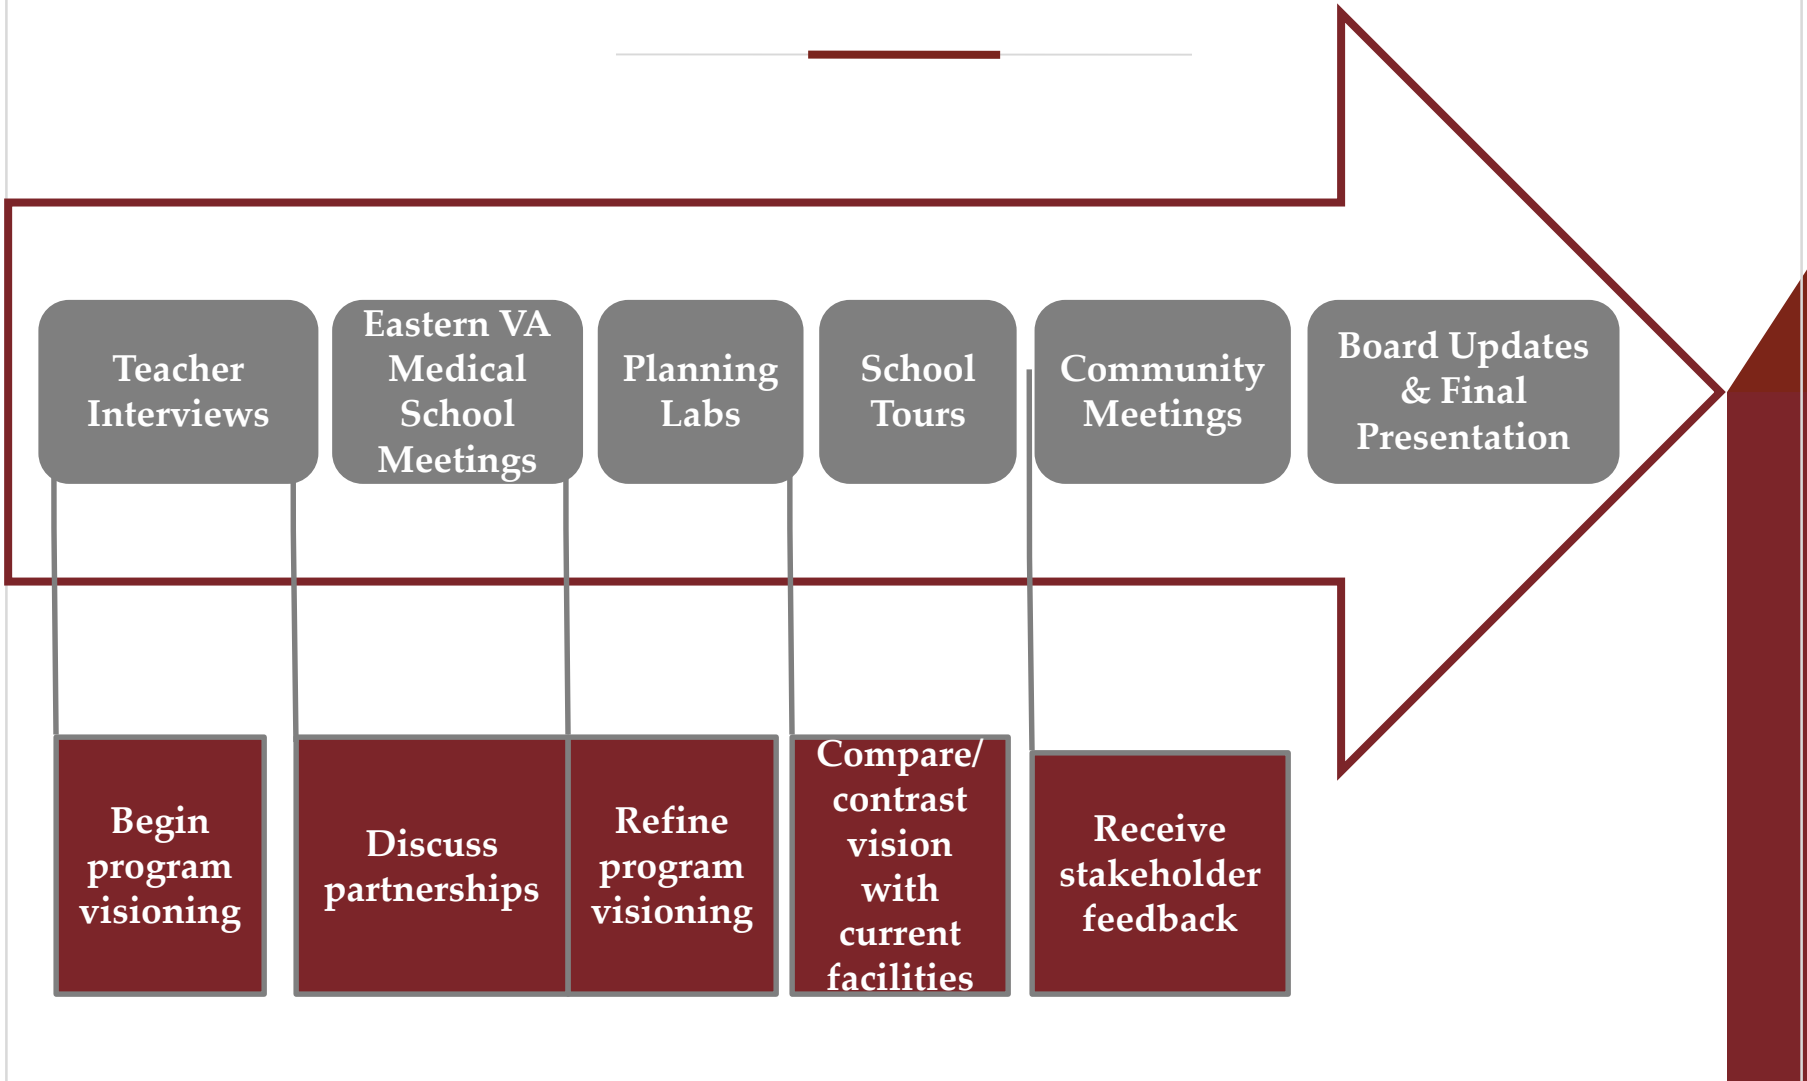 Teacher
Interviews
Eastern VA
Medical
School
Meetings
Planning
Labs
School
Tours
Community
Meetings
Board Updates
& Final
Presentation
Begin
program
visioning
Discuss
partnerships
Refine
program
visioning
Compare/
contrast
vision
with
current
facilities
Receive
stakeholder
feedback